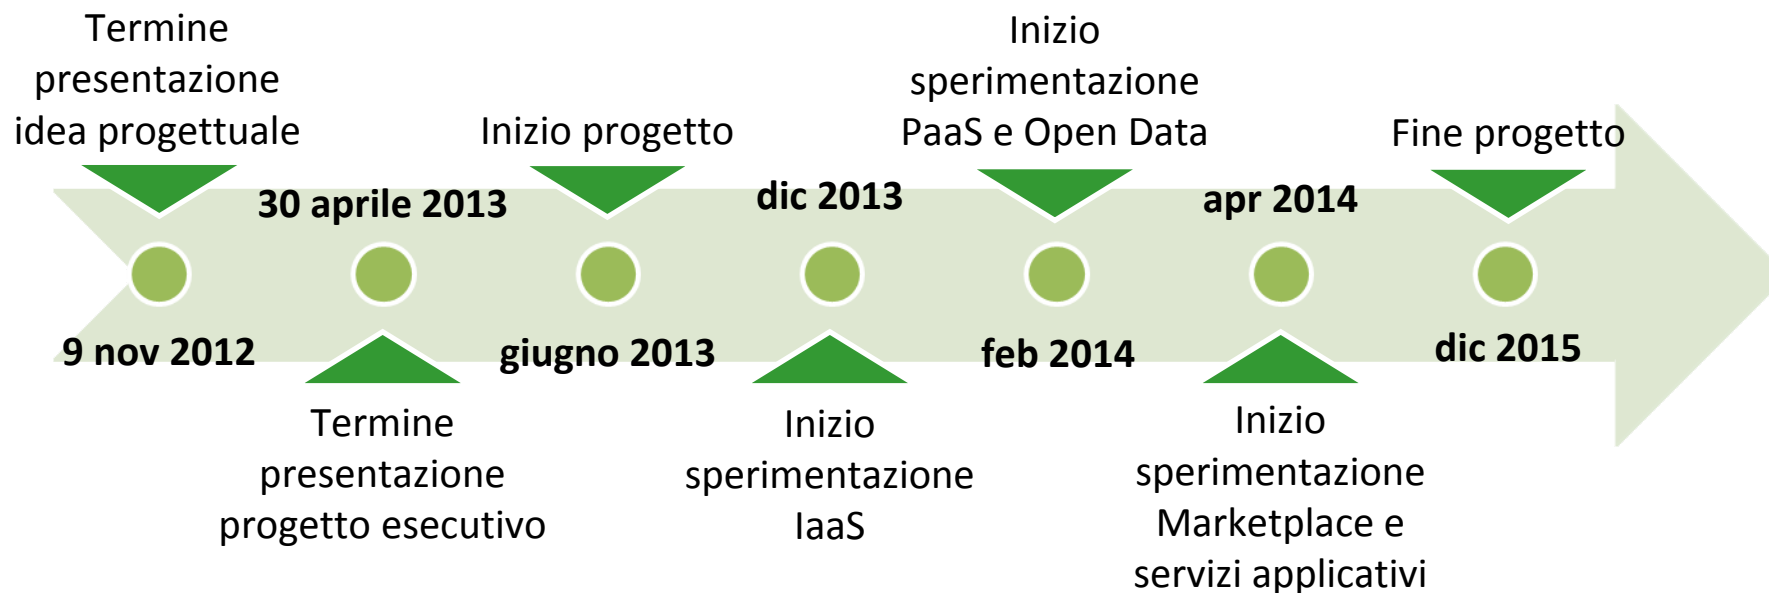 Termine
presentazione
idea progettuale
9 nov 2012
30 aprile 2013
Termine
presentazione
progetto esecutivo
Inizio progetto
giugno 2013
dic 2013
Inizio
sperimentazione
IaaS
Inizio
sperimentazione
PaaS e Open Data
feb 2014
apr 2014
Inizio
sperimentazione
Marketplace e
servizi applicativi
Fine progetto
dic 2015